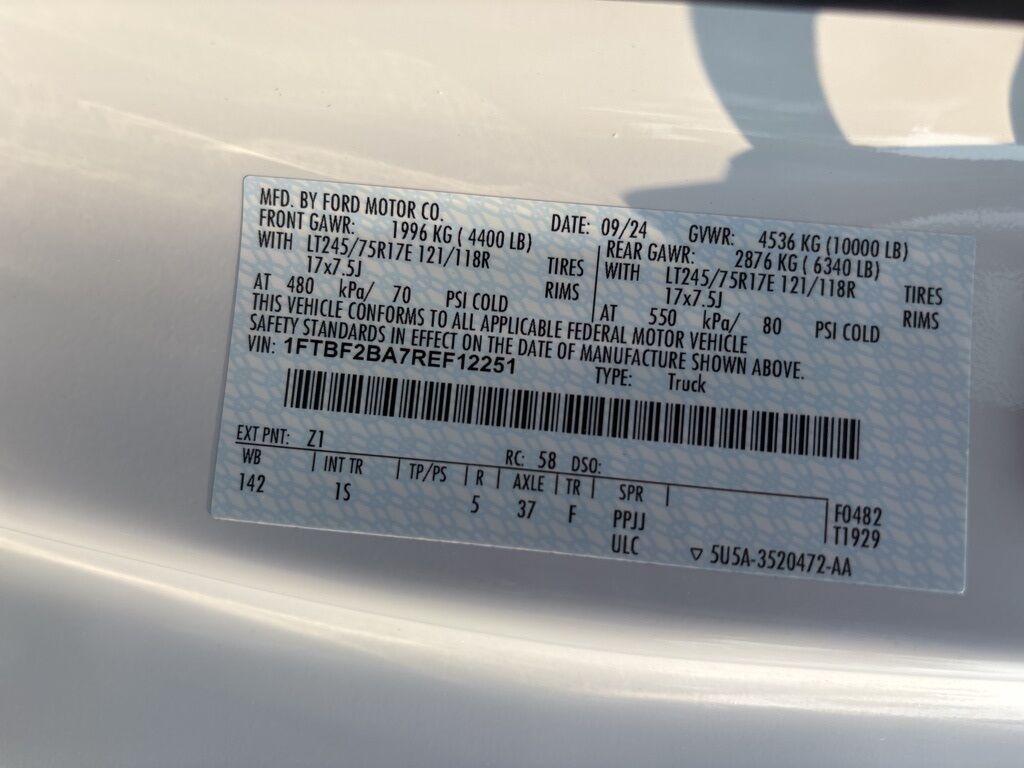 MFD. BY FORD MOTOR CO. DATE: 09/24 GVWR: 4536 KG (10000 LB)
FRONT GAWR: 1996 KG ( 4400 LB) REAR GAWR: 2876 KG ( 6340 LB)
WITH LT245/75R17E 121/118R TIRES WITH LT245/75R17E 121/118R TIRES
17x7.5J RIMS 17x7.5J RIMS
AT 480 kPa/ 70 PSI COLD AT 550 kPa/ 80 PSI COLD
THIS VEHICLE CONFORMS TO ALL APPLICABLE FEDERAL MOTOR VEHICLE
SAFETY STANDARDS IN EFFECT ON THE DATE OF MANUFACTURE SHOWN ABOVE.
VIN: 1FTBF2BA7REF12251 TYPE: Truck
EXT PNT: Z1 RC: 58 DSO:
WB | INT TR | TP/PS | R | AXLE | TR | SPR |
142 1S 5 37 F PPJJ F0482
ULC T1929
▽ 5U5A-3520472-AA